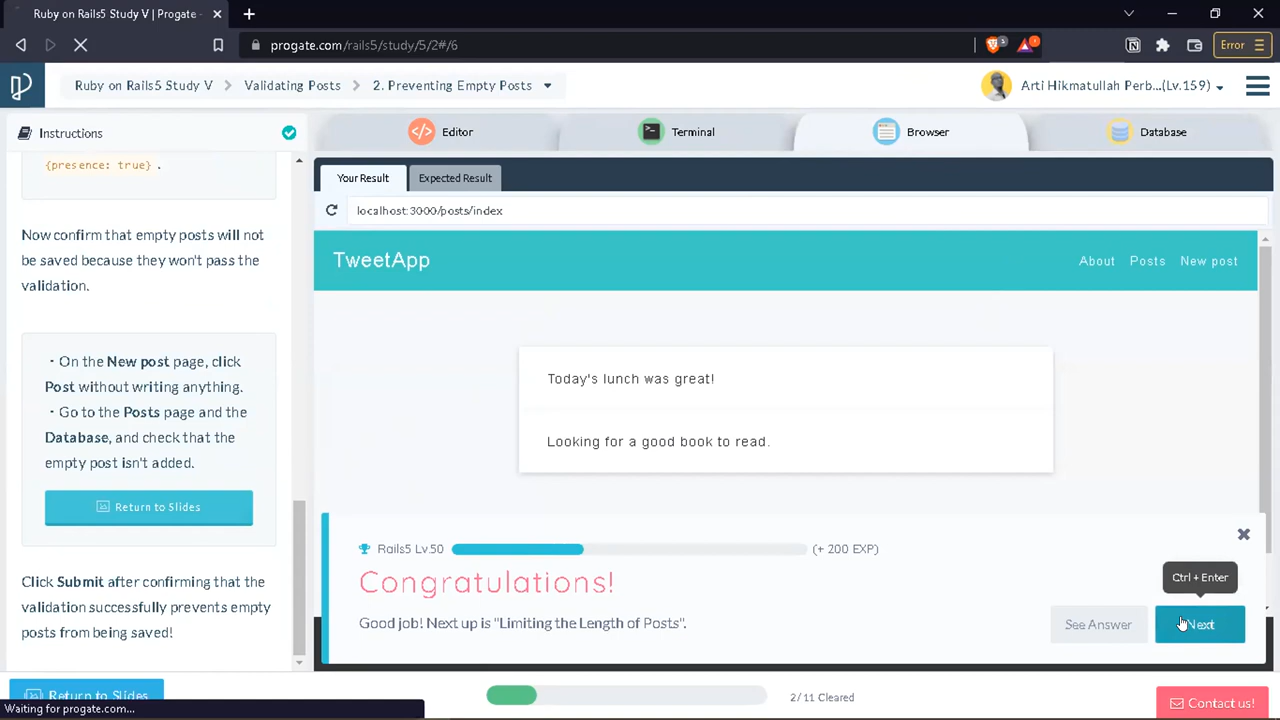 Ruby on Rails5 Study V | Progate -
progate.com/rails5/study/5/2#/6
Error
Ruby on Rails5 Study V
Validating Posts
2. Preventing Empty Posts
Arti Hikmatullah Perb...(Lv.159)
Instructions
Editor
Terminal
Browser
Database
{presence: true} .
Now confirm that empty posts will not
be saved because they won't pass the
validation.
・On the New post page, click
Post without writing anything.
・Go to the Posts page and the
Database, and check that the
empty post isn't added.
Return to Slides
Click Submit after confirming that the
validation successfully prevents empty
posts from being saved!
Your Result
Expected Result
localhost:3000/posts/index
TweetApp
About
Posts
New post
Today's lunch was great!
Looking for a good book to read.
Rails5 Lv.50
(+ 200 EXP)
Congratulations!
Good job! Next up is "Limiting the Length of Posts".
Ctrl + Enter
See Answer
Next
Return to Slides
2/11 Cleared
Contact us!
Waiting for progate.com...